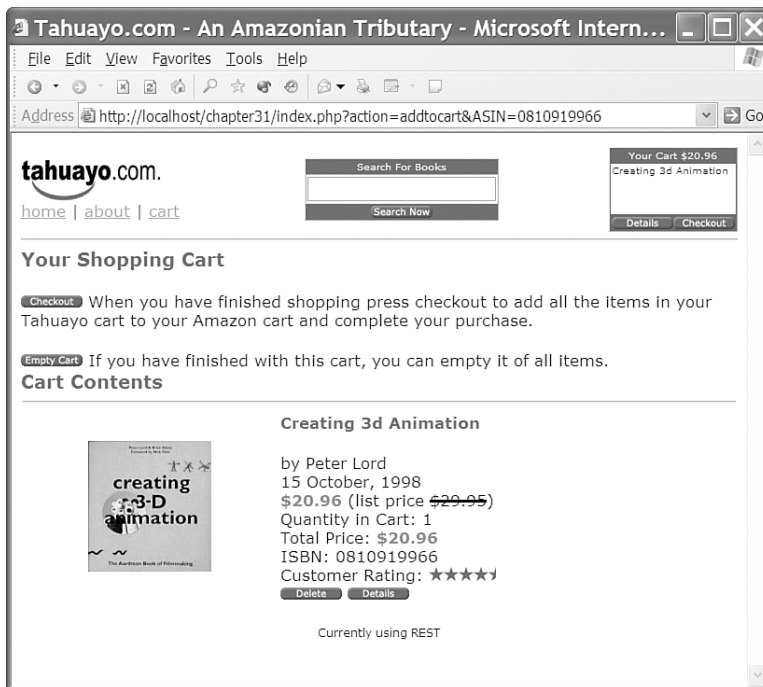 Tahuayo.com - An Amazonian Tributary - Microsoft Intern...
File Edit View Favorites Tools Help
Address http://localhost/chapter31/index.php?action=addtocart&ASIN=0810919966 Go
tahuayo.com.
home | about | cart
Search For Books
Search Now
Your Cart $20.96
Creating 3d Animation
Details Checkout
Your Shopping Cart
Checkout When you have finished shopping press checkout to add all the items in your
Tahuayo cart to your Amazon cart and complete your purchase.
Empty Cart If you have finished with this cart, you can empty it of all items.
Cart Contents
creating
3-D
animation
The Aardman Book of Filmmaking
Creating 3d Animation
by Peter Lord
15 October, 1998
$20.96 (list price $29.95)
Quantity in Cart: 1
Total Price: $20.96
ISBN: 0810919966
Customer Rating:
Delete Details
Currently using REST